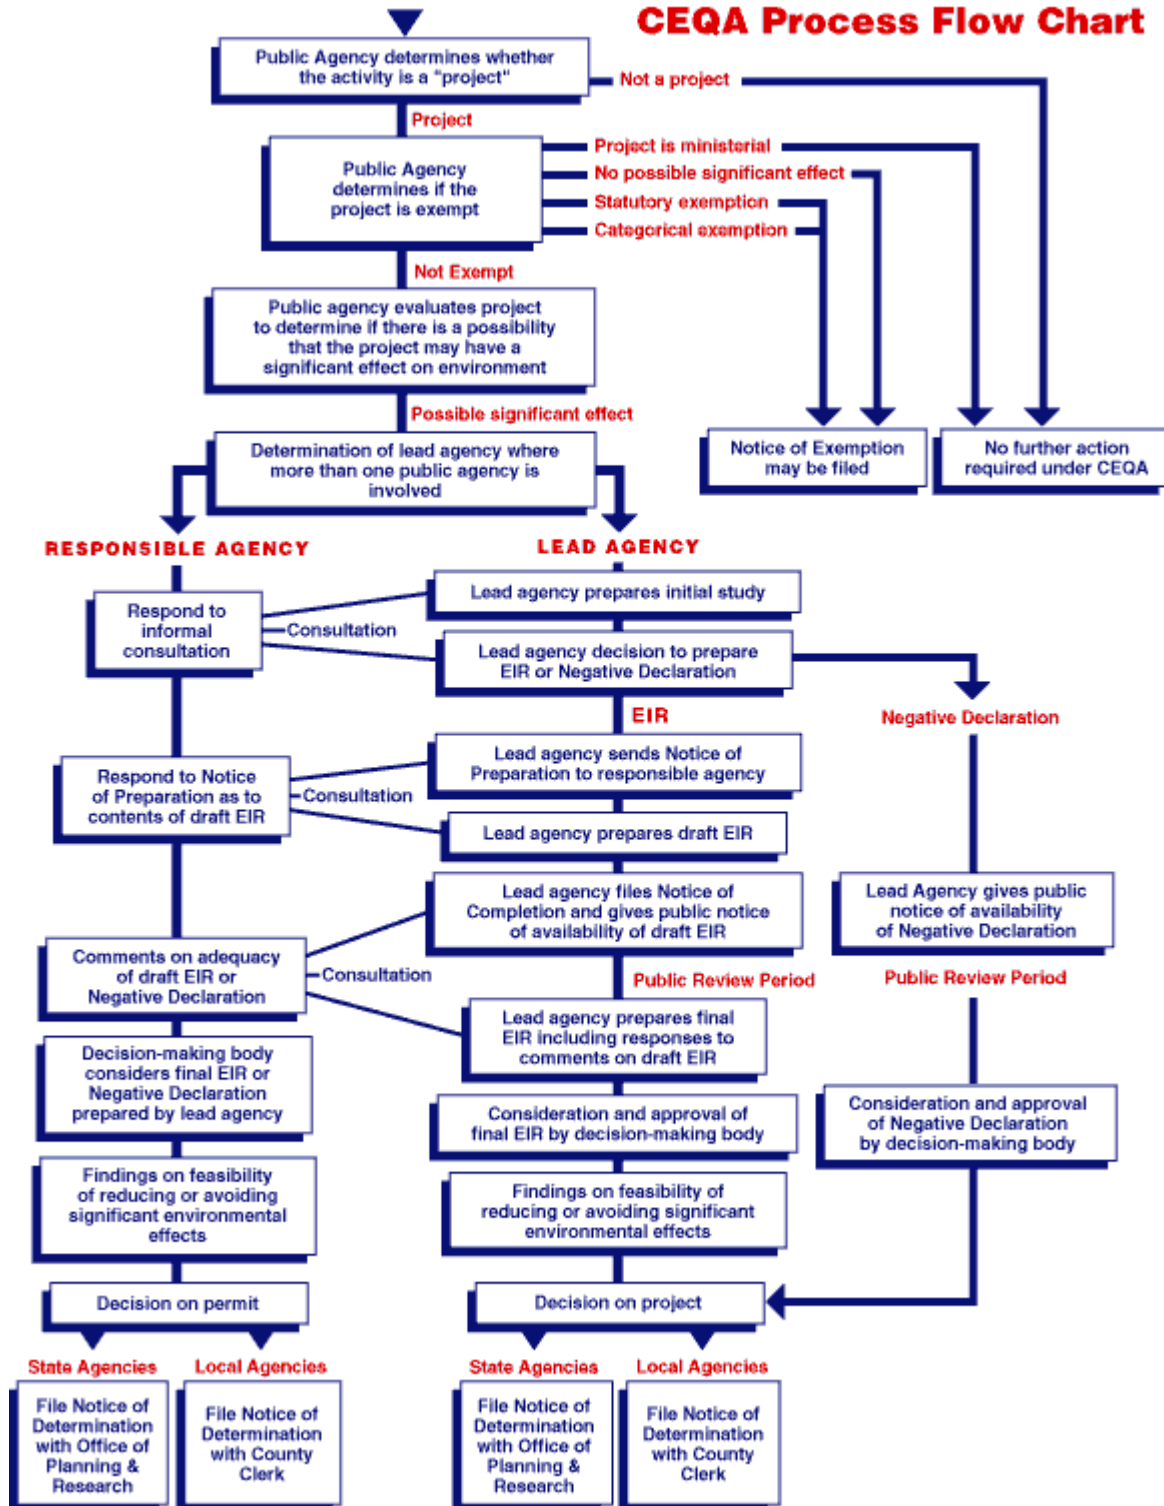 CEQA Process Flow Chart
Public Agency determines whether
the activity is a "project"
Not a project
Project
Public Agency
determines if the
project is exempt
Project is ministerial
No possible significant effect
Statutory exemption
Categorical exemption
Not Exempt
Public agency evaluates project
to determine if there is a possibility
that the project may have a
significant effect on environment
Possible significant effect
Determination of lead agency where
more than one public agency is
involved
Notice of Exemption
may be filed
No further action
required under CEQA
RESPONSIBLE AGENCY
LEAD AGENCY
Respond to
informal
consultation
Consultation
Lead agency prepares initial study
Lead agency decision to prepare
EIR or Negative Declaration
EIR
Negative Declaration
Respond to Notice
of Preparation as to
contents of draft EIR
Consultation
Lead agency sends Notice of
Preparation to responsible agency
Lead agency prepares draft EIR
Lead agency files Notice of
Completion and gives public notice
of availability of draft EIR
Lead Agency gives public
notice of availability
of Negative Declaration
Comments on adequacy
of draft EIR or
Negative Declaration
Consultation
Public Review Period
Public Review Period
Lead agency prepares final
EIR including responses to
comments on draft EIR
Decision-making body
considers final EIR or
Negative Declaration
prepared by lead agency
Consideration and approval of
final EIR by decision-making body
Consideration and approval
of Negative Declaration
by decision-making body
Findings on feasibility
of reducing or avoiding
significant environmental
effects
Findings on feasibility of
reducing or avoiding significant
environmental effects
Decision on permit
Decision on project
State Agencies
Local Agencies
State Agencies
Local Agencies
File Notice of
Determination
with Office of
Planning &
Research
File Notice of
Determination
with County
Clerk
File Notice of
Determination
with Office of
Planning &
Research
File Notice of
Determination
with County
Clerk